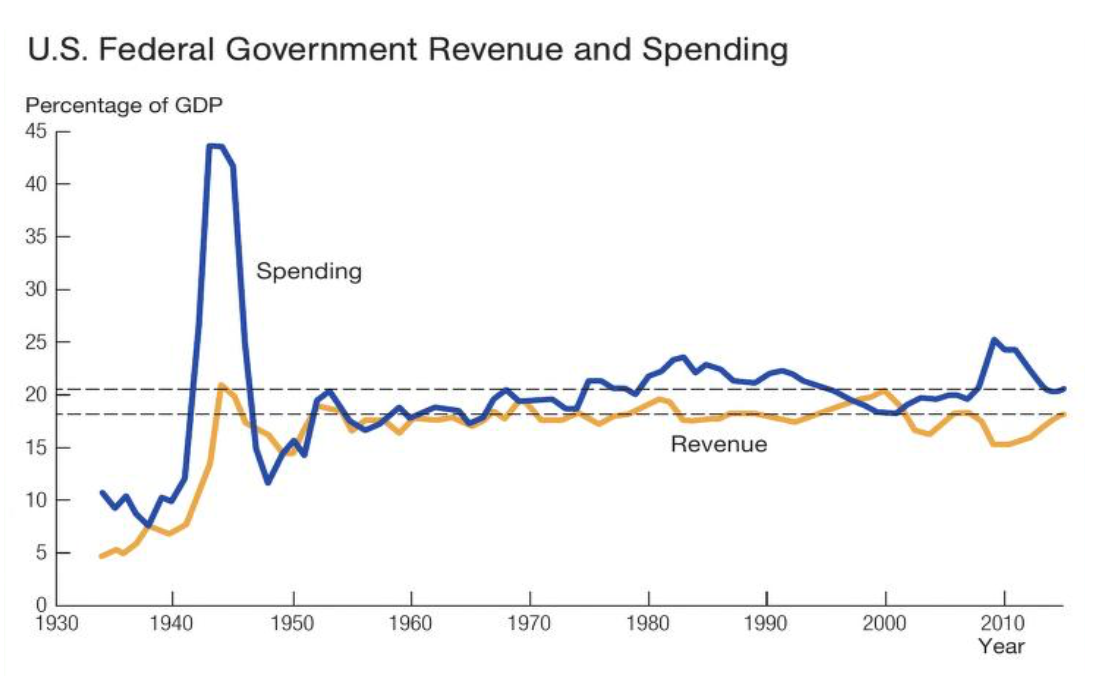 U.S. Federal Government Revenue and Spending
Percentage of GDP
45
40
35
30
25
20
15
10
5
0
Spending
Revenue
1930 1940 1950 1960 1970 1980 1990 2000 2010
Year